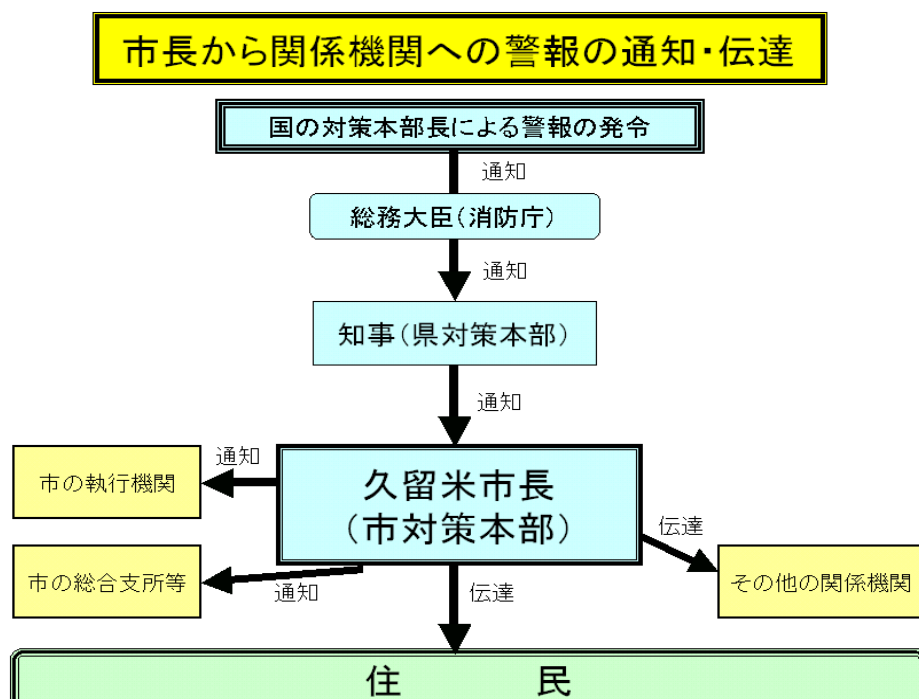 市長から関係機関への警報の通知・伝達
国の対策本部長による警報の発令
通知
総務大臣(消防庁)
通知
知事(県対策本部)
通知
市の執行機関
通知
久留米市長
(市対策本部)
伝達
市の総合支所等
通知
伝達
その他の関係機関
住　　　民